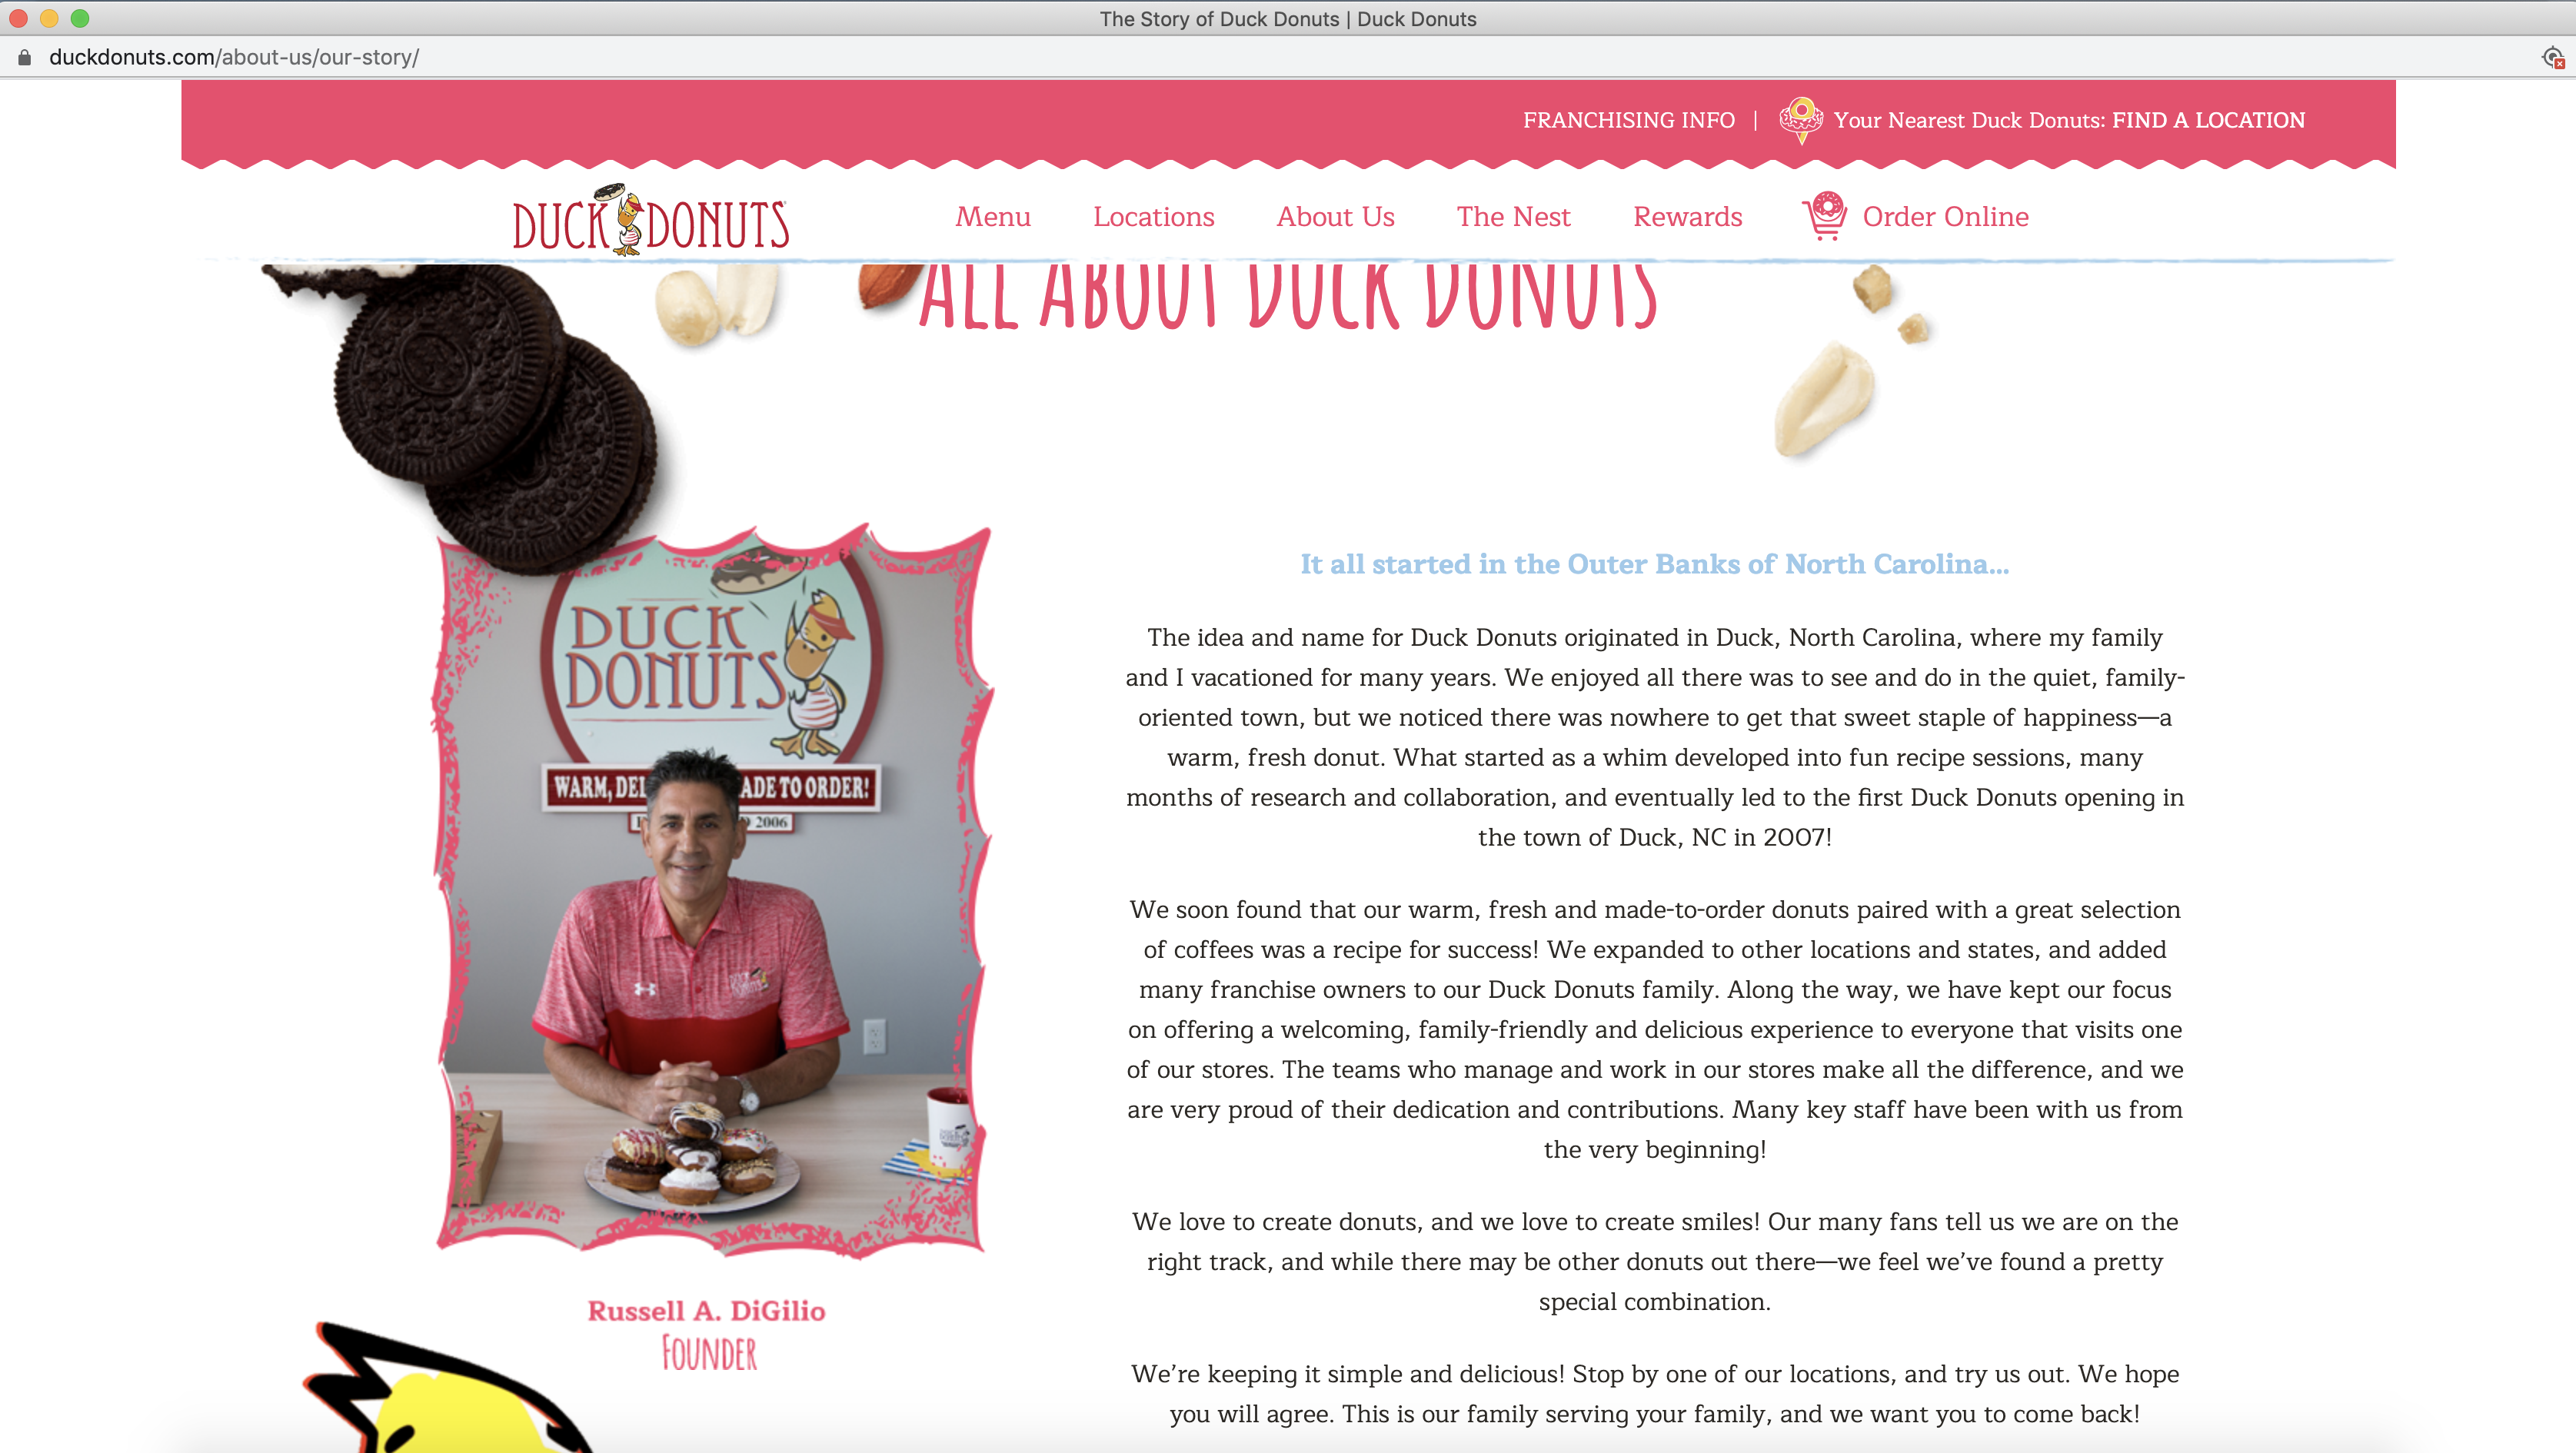 The Story of Duck Donuts | Duck Donuts
duckdonuts.com/about-us/our-story/
FRANCHISING INFO | Your Nearest Duck Donuts: FIND A LOCATION
DUCK DONUTS
Menu Locations About Us The Nest Rewards Order Online
ALL ABOUT DUCK DONUTS
DUCK
DONUTS
WARM, DEL ADE TO ORDER!
2006
Russell A. DiGilio
FOUNDER
It all started in the Outer Banks of North Carolina...
The idea and name for Duck Donuts originated in Duck, North Carolina, where my family
and I vacationed for many years. We enjoyed all there was to see and do in the quiet, family-
oriented town, but we noticed there was nowhere to get that sweet staple of happiness—a
warm, fresh donut. What started as a whim developed into fun recipe sessions, many
months of research and collaboration, and eventually led to the first Duck Donuts opening in
the town of Duck, NC in 2007!
We soon found that our warm, fresh and made-to-order donuts paired with a great selection
of coffees was a recipe for success! We expanded to other locations and states, and added
many franchise owners to our Duck Donuts family. Along the way, we have kept our focus
on offering a welcoming, family-friendly and delicious experience to everyone that visits one
of our stores. The teams who manage and work in our stores make all the difference, and we
are very proud of their dedication and contributions. Many key staff have been with us from
the very beginning!
We love to create donuts, and we love to create smiles! Our many fans tell us we are on the
right track, and while there may be other donuts out there—we feel we’ve found a pretty
special combination.
We’re keeping it simple and delicious! Stop by one of our locations, and try us out. We hope
you will agree. This is our family serving your family, and we want you to come back!